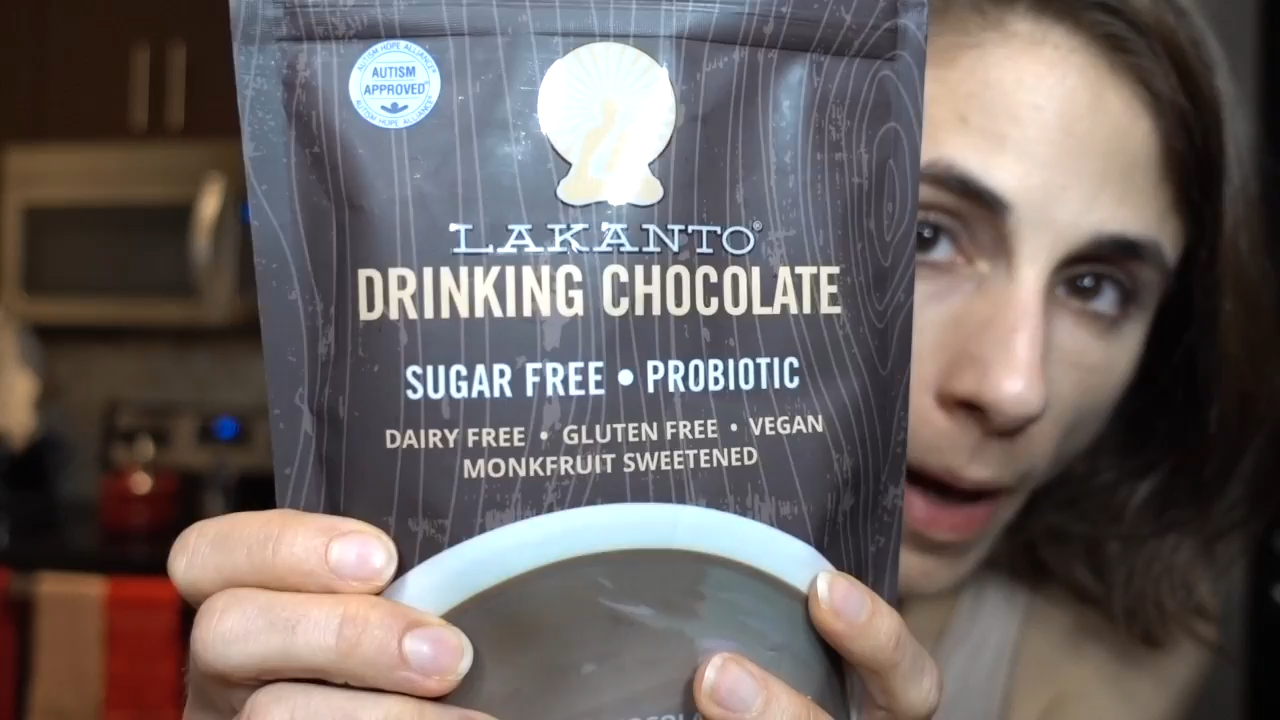 AUTISM HOPE ALLIANCE
AUTISM
APPROVED
AUTISM HOPE ALLIANCE
LAKANTO®
DRINKING CHOCOLATE
SUGAR FREE • PROBIOTIC
DAIRY FREE • GLUTEN FREE • VEGAN
MONKFRUIT SWEETENED